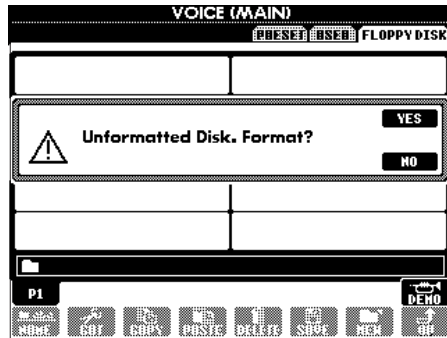 VOICE (MAIN)
PRESET USER FLOPPY DISK
YES
Unformatted Disk. Format?
NO
P1
DEMO
NAME CUT COPY PASTE DELETE SAVE NEW UP